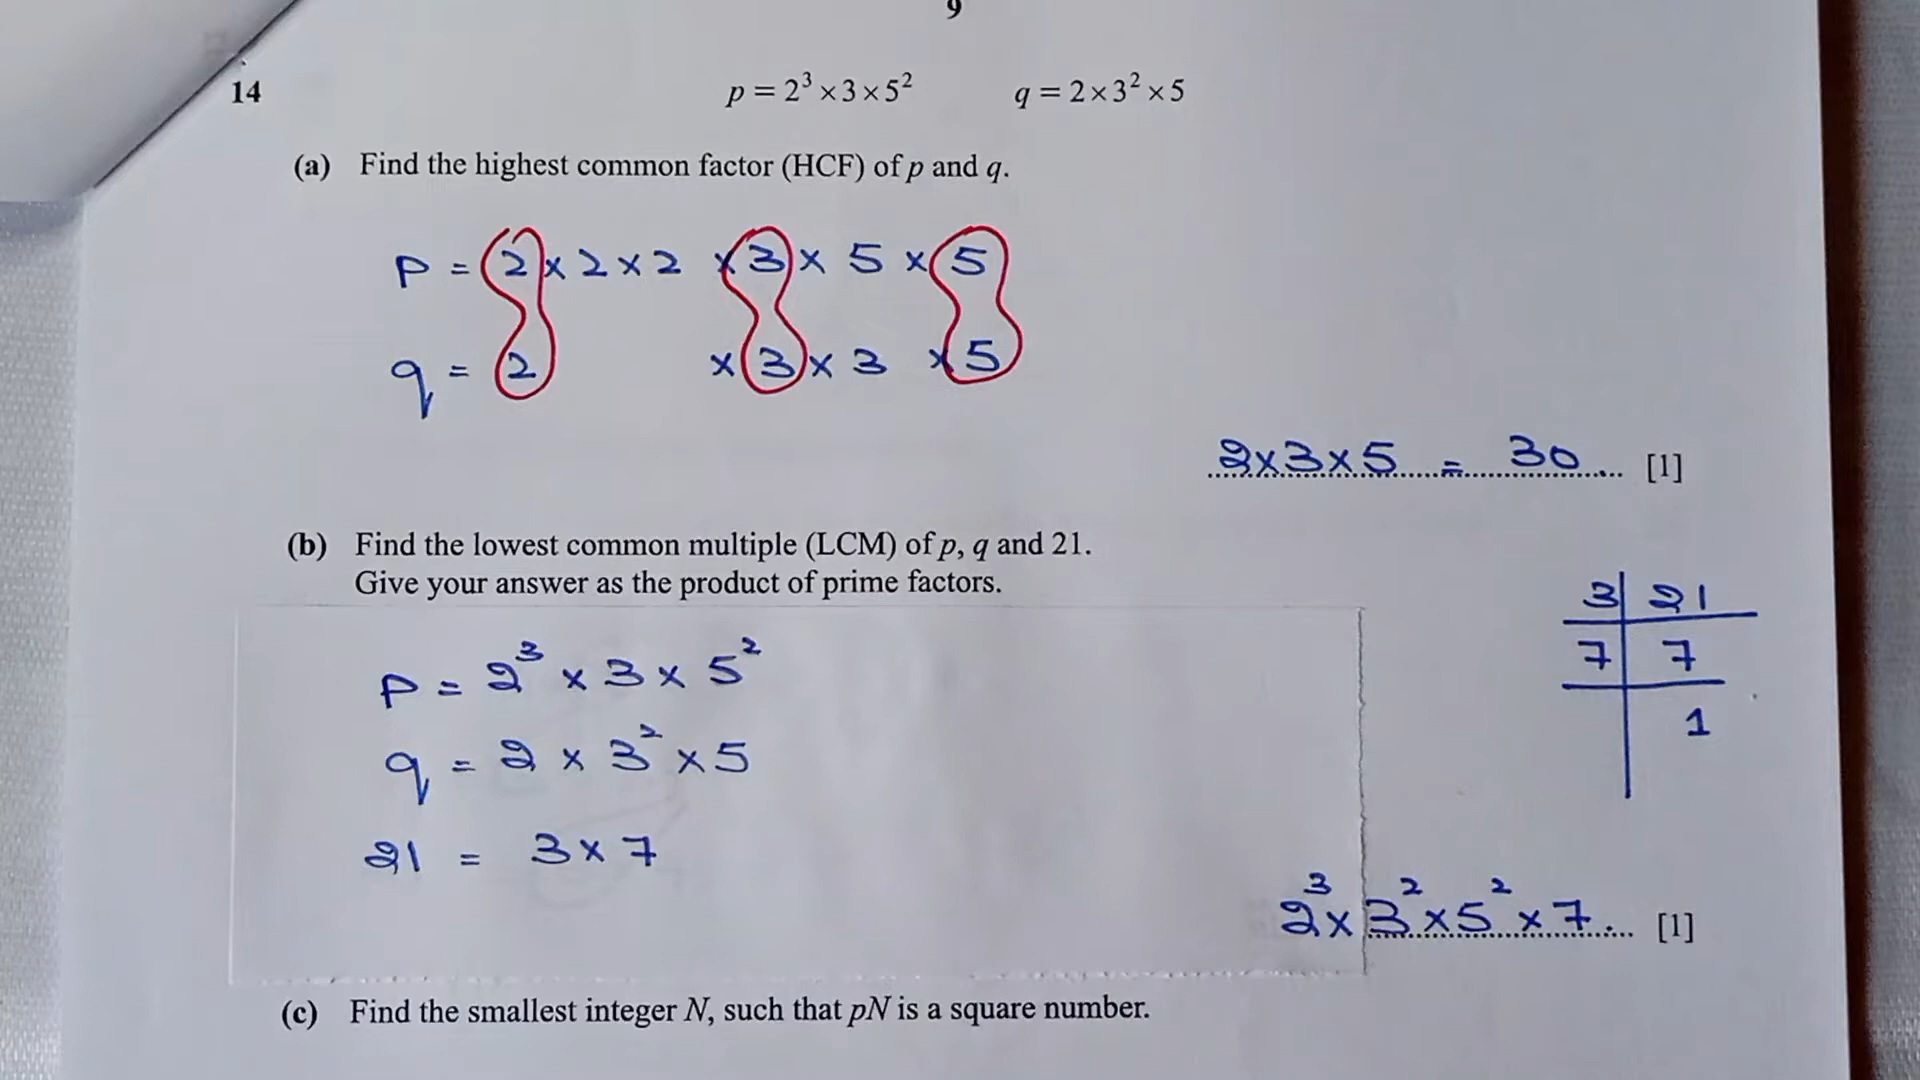 9
14 p = 2³ × 3 × 5² q = 2 × 3² × 5
(a) Find the highest common factor (HCF) of p and q.
P = 2 × 2 × 2 × 3 × 5 × 5
q = 2 × 3 × 3 × 5
2×3×5 = 30 [1]
(b) Find the lowest common multiple (LCM) of p, q and 21.
Give your answer as the product of prime factors.
3 21
7 7
1
P = 2³ × 3 × 5²
q = 2 × 3² × 5
21 = 3 × 7
2³ × 3² × 5² × 7 [1]
(c) Find the smallest integer N, such that pN is a square number.